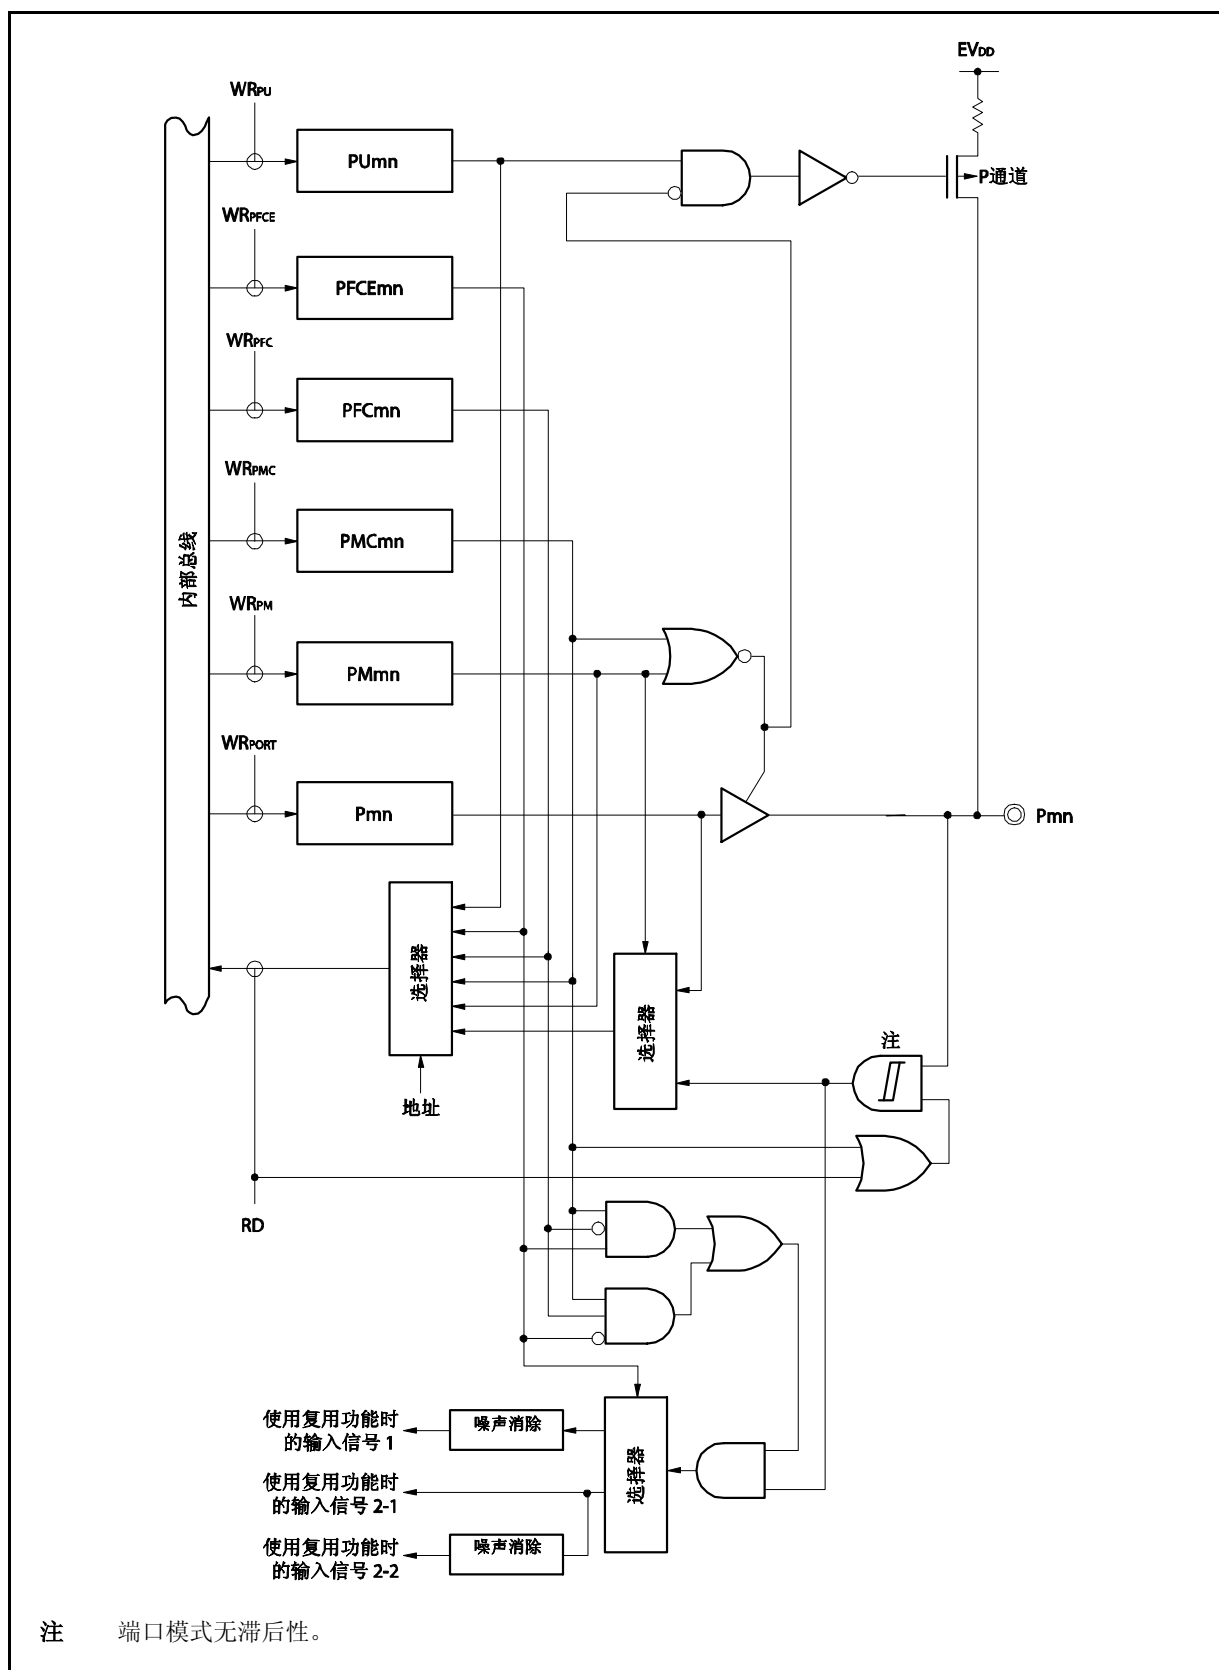 EVDD
WRPU
PUmn
P通道
WRPFCE
PFCEmn
WRPFC
PFCmn
WRPMC
PMCmn
内部总线
WRPM
PMmn
WRPORT
Pmn
Pmn
选择器
选择器
注
地址
RD
使用复用功能时
的输入信号 1
噪声消除
选择器
使用复用功能时
的输入信号 2-1
使用复用功能时
的输入信号 2-2
噪声消除
注 端口模式无滞后性。